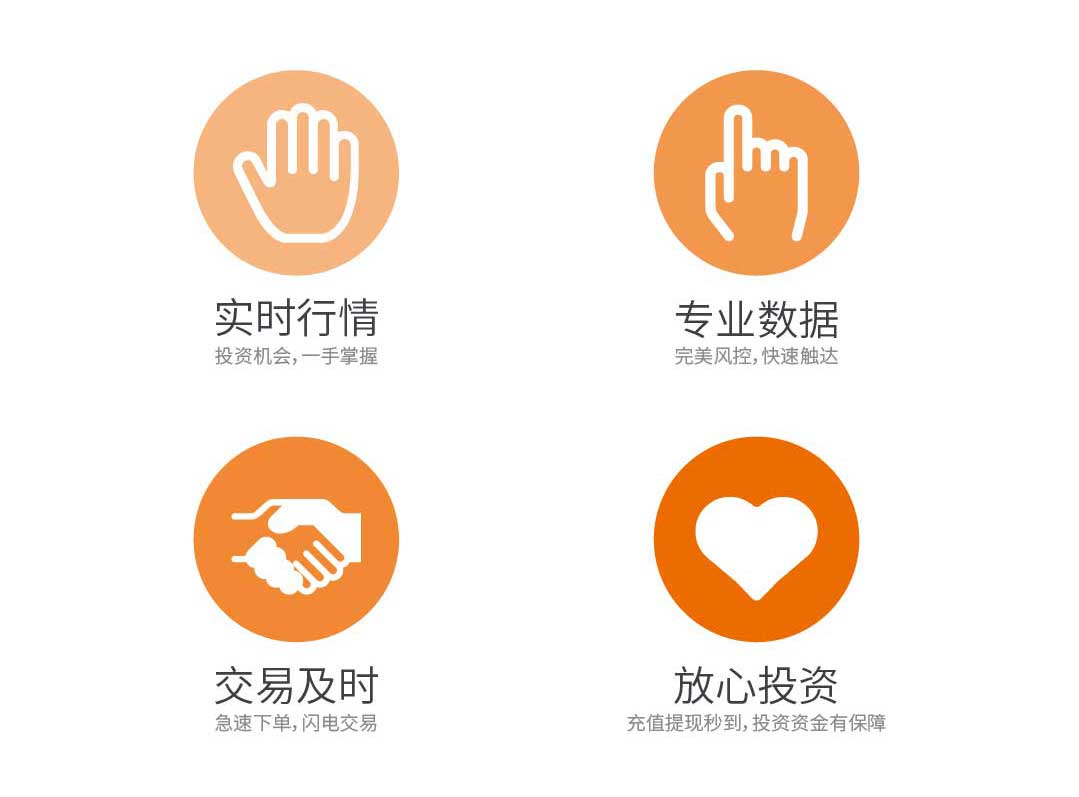 实时行情
投资机会,一手掌握
专业数据
完美风控,快速触达
交易及时
急速下单,闪电交易
放心投资
充值提现秒到,投资资金有保障